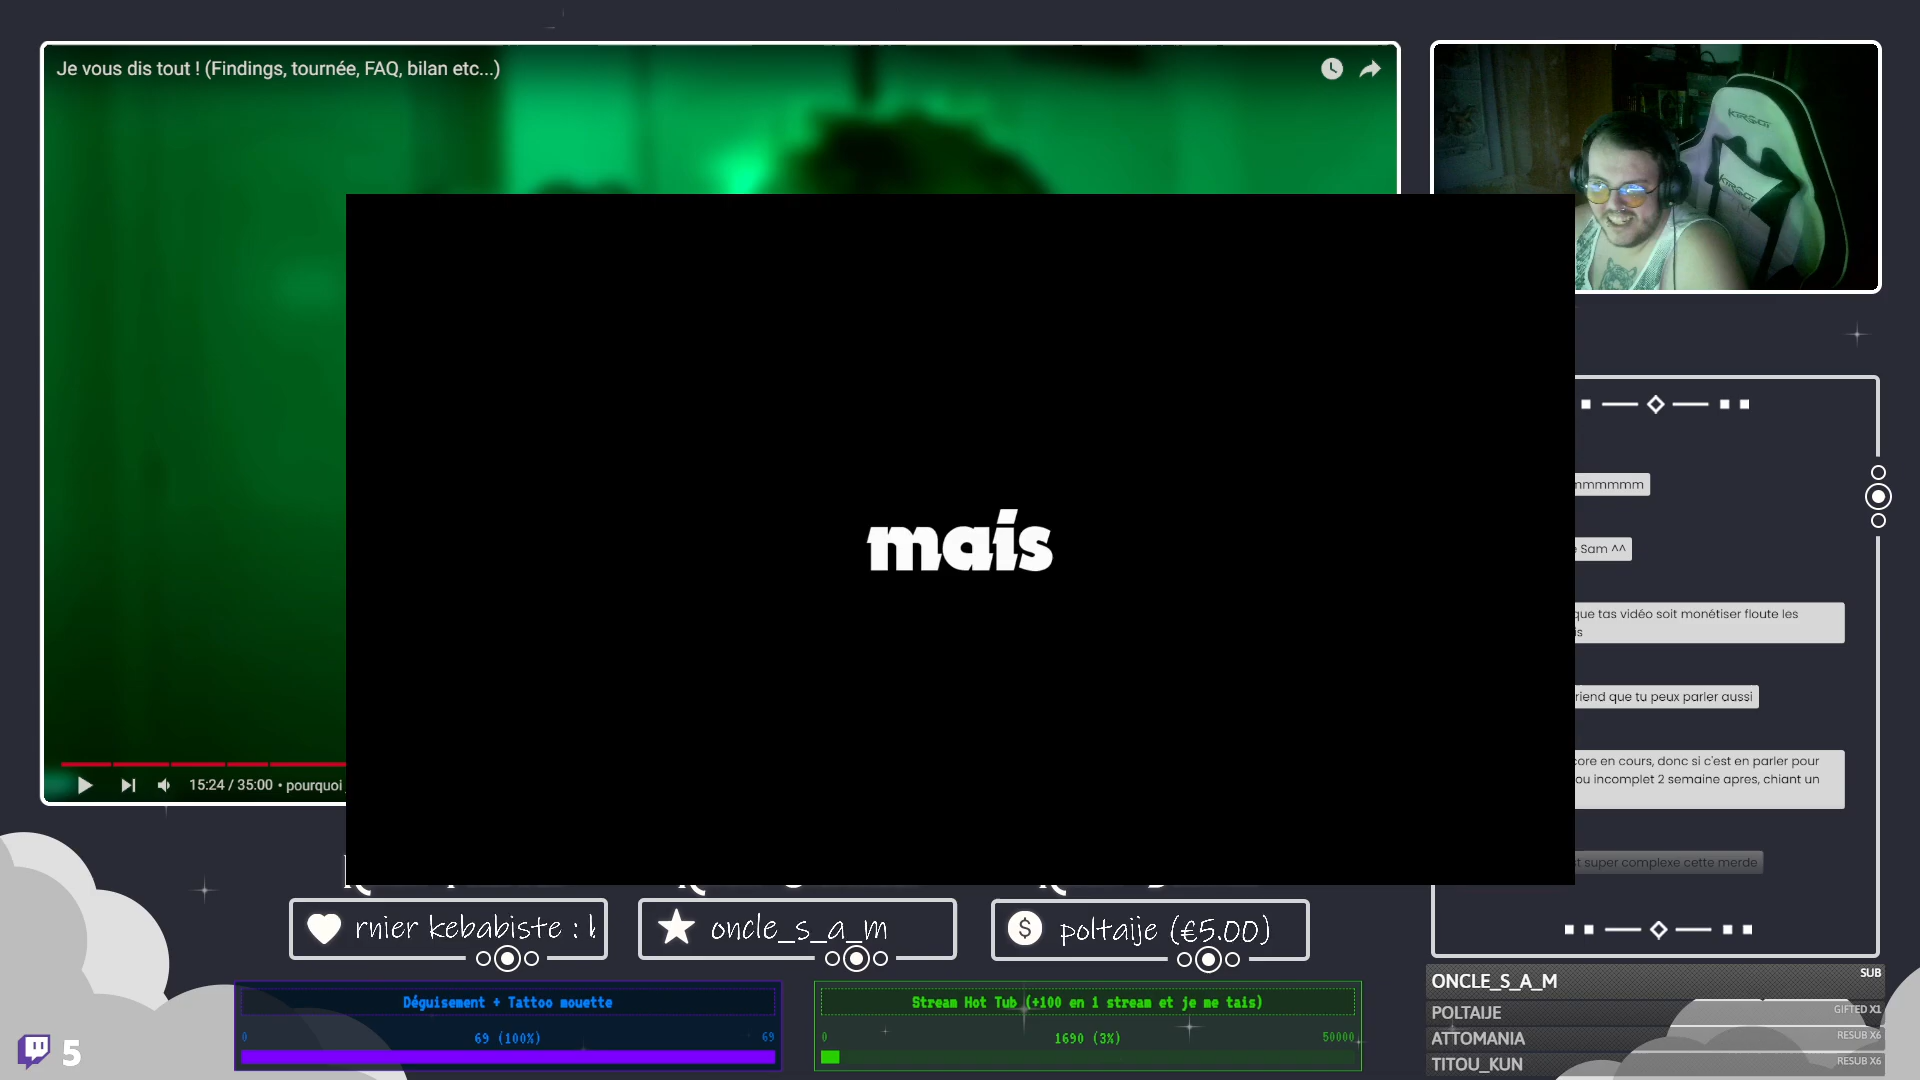 Je vous dis tout ! (Findings, tournée, FAQ, bilan etc...)
mais
mmmmmm
Sam ^^
que tas vidéo soit monétiser floute les
que tu peux parler aussi
en cours, donc si c'est en parler pour
ou incomplet 2 semaine apres, chiant un
super complexe cette merde
15:24 / 35:00 • pourquoi
rnier kebabiste :
oncle_s_a_m
poltaije (€5.00)
Déguisement + Tattoo mouette
0 69 (100%) 69
Stream Hot Tub (+100 en 1 stream et je me tais)
0 1690 (3%) 50000
5
ONCLE_S_A_M SUB
POLTAIJE GIFTED X1
ATTOMANIA RESUB X6
TITOU_KUN RESUB X6